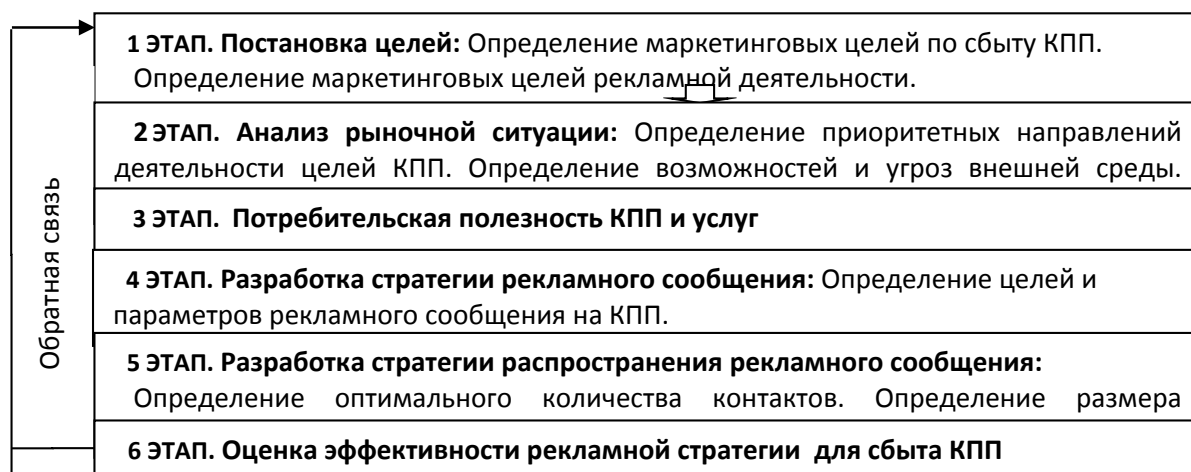 1 ЭТАП. Постановка целей: Определение маркетинговых целей по сбыту КПП.
Определение маркетинговых целей рекламной деятельности.
2 ЭТАП. Анализ рыночной ситуации: Определение приоритетных направлений
деятельности целей КПП. Определение возможностей и угроз внешней среды.
3 ЭТАП. Потребительская полезность КПП и услуг
4 ЭТАП. Разработка стратегии рекламного сообщения: Определение целей и
параметров рекламного сообщения на КПП.
5 ЭТАП. Разработка стратегии распространения рекламного сообщения:
Определение оптимального количества контактов. Определение размера
6 ЭТАП. Оценка эффективности рекламной стратегии для сбыта КПП
Обратная связь